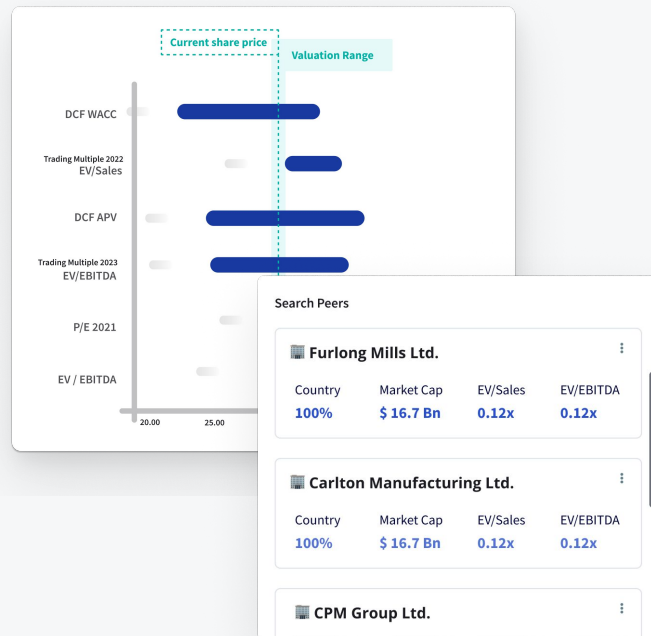 Current share price
Valuation Range
DCF WACC
Trading Multiple 2022
EV/Sales
DCF APV
Trading Multiple 2023
EV/EBITDA
P/E 2021
EV / EBITDA
20.00 25.00
Search Peers
Furlong Mills Ltd.
Country Market Cap EV/Sales EV/EBITDA
100% $ 16.7 Bn 0.12x 0.12x
Carlton Manufacturing Ltd.
Country Market Cap EV/Sales EV/EBITDA
100% $ 16.7 Bn 0.12x 0.12x
CPM Group Ltd.